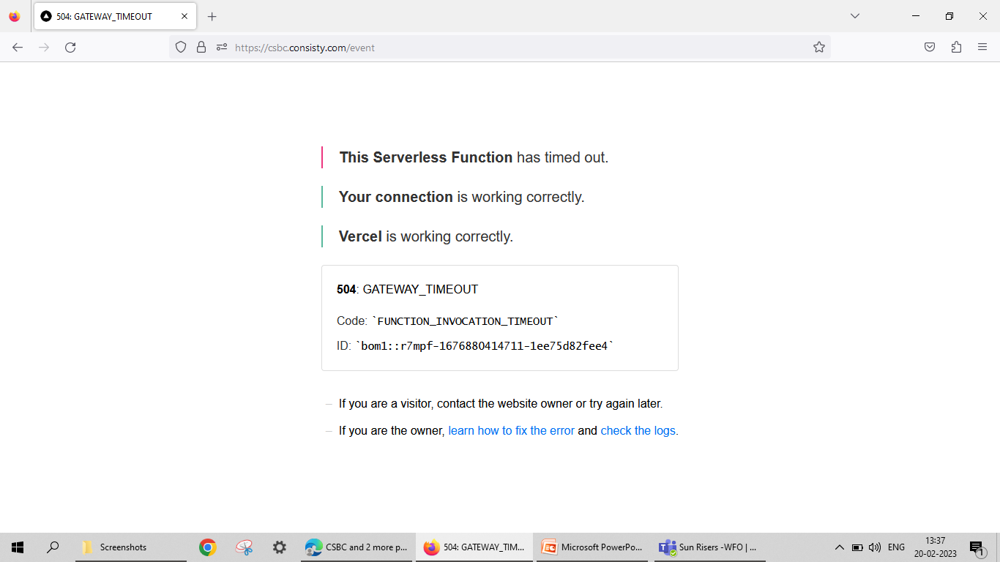 504: GATEWAY_TIMEOUT
https://csbc.consisty.com/event
This Serverless Function has timed out.
Your connection is working correctly.
Vercel is working correctly.
504: GATEWAY_TIMEOUT
Code: `FUNCTION_INVOCATION_TIMEOUT`
ID: `bom1::r7mpf-1676880414711-1ee75d82fee4`
– If you are a visitor, contact the website owner or try again later.
– If you are the owner, learn how to fix the error and check the logs.
Screenshots
CSBC and 2 more p...
504: GATEWAY_TIM...
Microsoft PowerPo...
Sun Risers -WFO | ...
ENG
13:37
20-02-2023
1